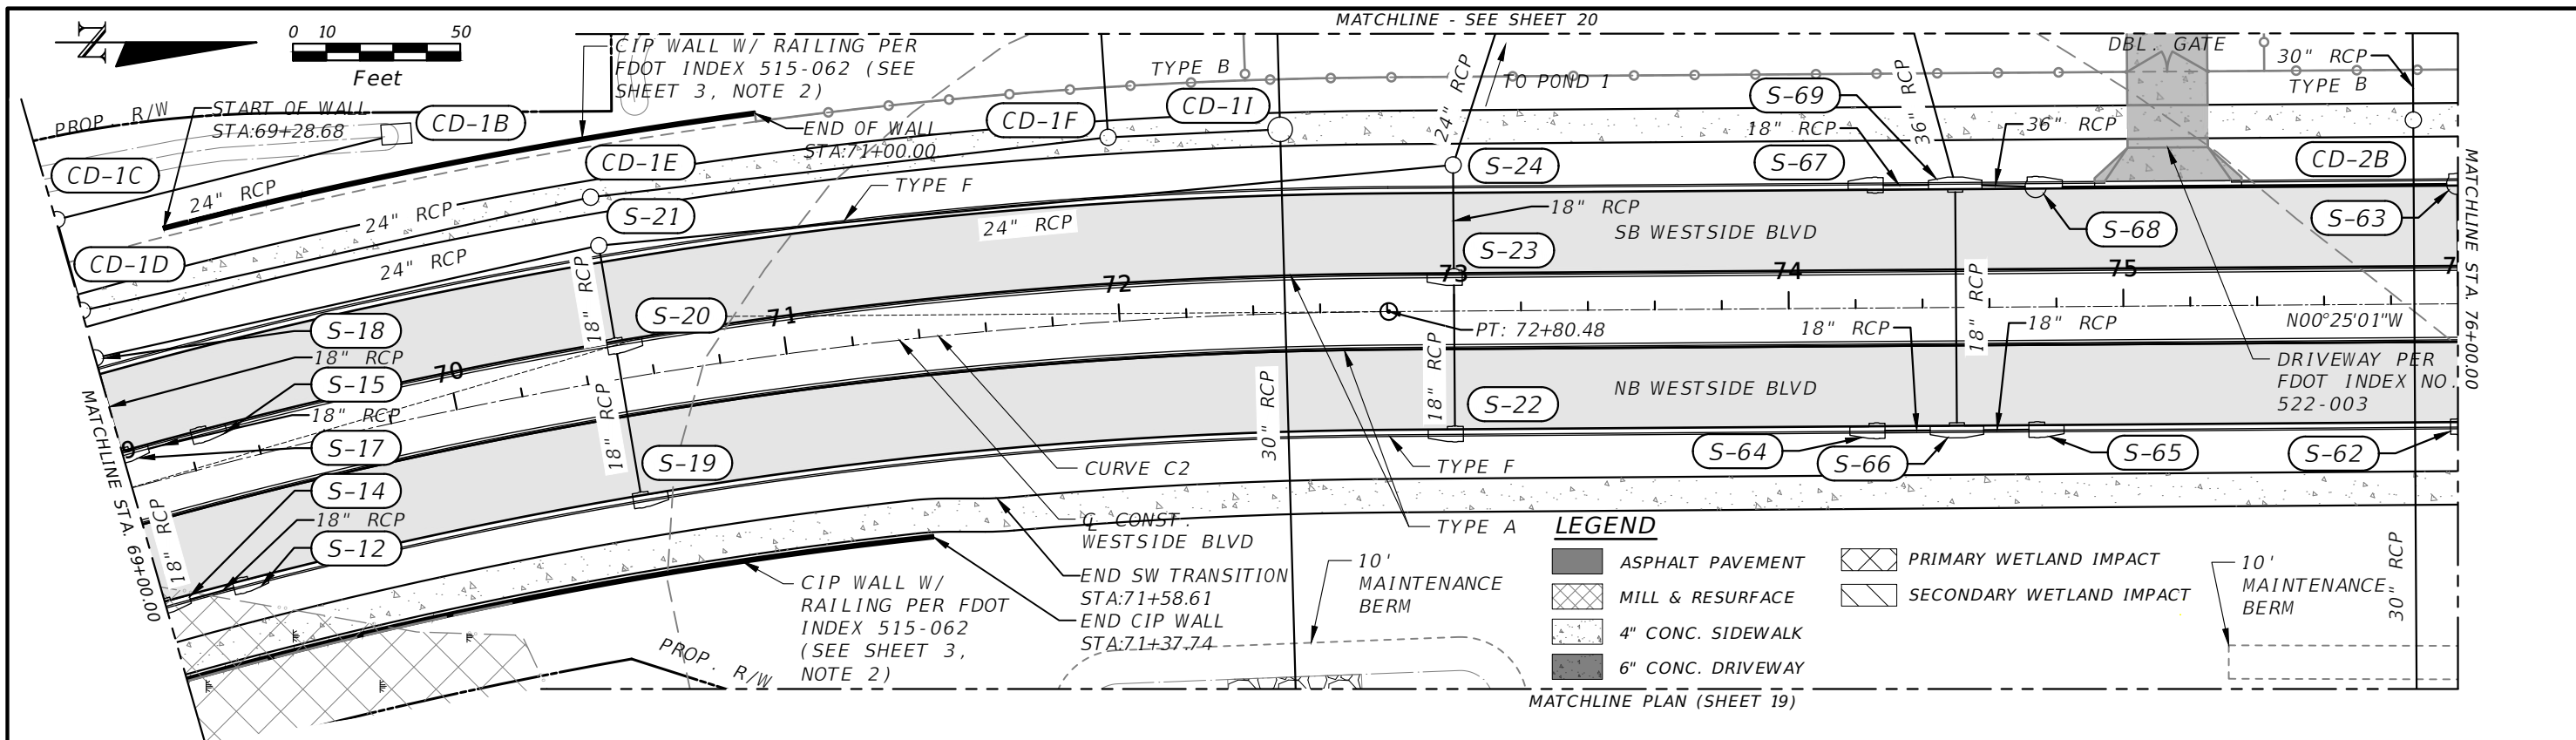 MATCHLINE - SEE SHEET 20
N
0 10 50
Feet
CIP WALL W/ RAILING PER
FDOT INDEX 515-062 (SEE
SHEET 3, NOTE 2)
TYPE B
24" RCP
TO POND 1
S-69
36" RCP
DBL. GATE
30" RCP
TYPE B
PROP. R/W
START OF WALL
STA:69+28.68
CD-1B
END OF WALL
STA:71+00.00
CD-1F
CD-1I
18" RCP
36" RCP
CD-1C
CD-1E
S-24
S-67
CD-2B
24" RCP
TYPE F
24" RCP
S-21
24" RCP
18" RCP
SB WESTSIDE BLVD
S-68
S-63
CD-1D
24" RCP
S-23
18" RCP
72
73
74
75
7
MATCHLINE STA. 76+00.00
S-18
S-20
71
PT: 72+80.48
18" RCP
18" RCP
18" RCP
N00°25'01"W
18" RCP
S-15
70
18" RCP
DRIVEWAY PER
FDOT INDEX NO.
522-003
18" RCP
18" RCP
30" RCP
S-22
NB WESTSIDE BLVD
9
S-17
S-19
CURVE C2
TYPE F
S-64
S-66
S-65
S-62
MATCHLINE STA. 69+00.00
S-14
18" RCP
18" RCP
S-12
℄ CONST.
WESTSIDE BLVD
TYPE A
END SW TRANSITION
STA:71+58.61
END CIP WALL
STA:71+37.74
CIP WALL W/
RAILING PER FDOT
INDEX 515-062
(SEE SHEET 3,
NOTE 2)
PROP. R/W
10'
MAINTENANCE
BERM
LEGEND
ASPHALT PAVEMENT
MILL & RESURFACE
4" CONC. SIDEWALK
6" CONC. DRIVEWAY
PRIMARY WETLAND IMPACT
SECONDARY WETLAND IMPACT
10'
MAINTENANCE
BERM
30" RCP
MATCHLINE PLAN (SHEET 19)